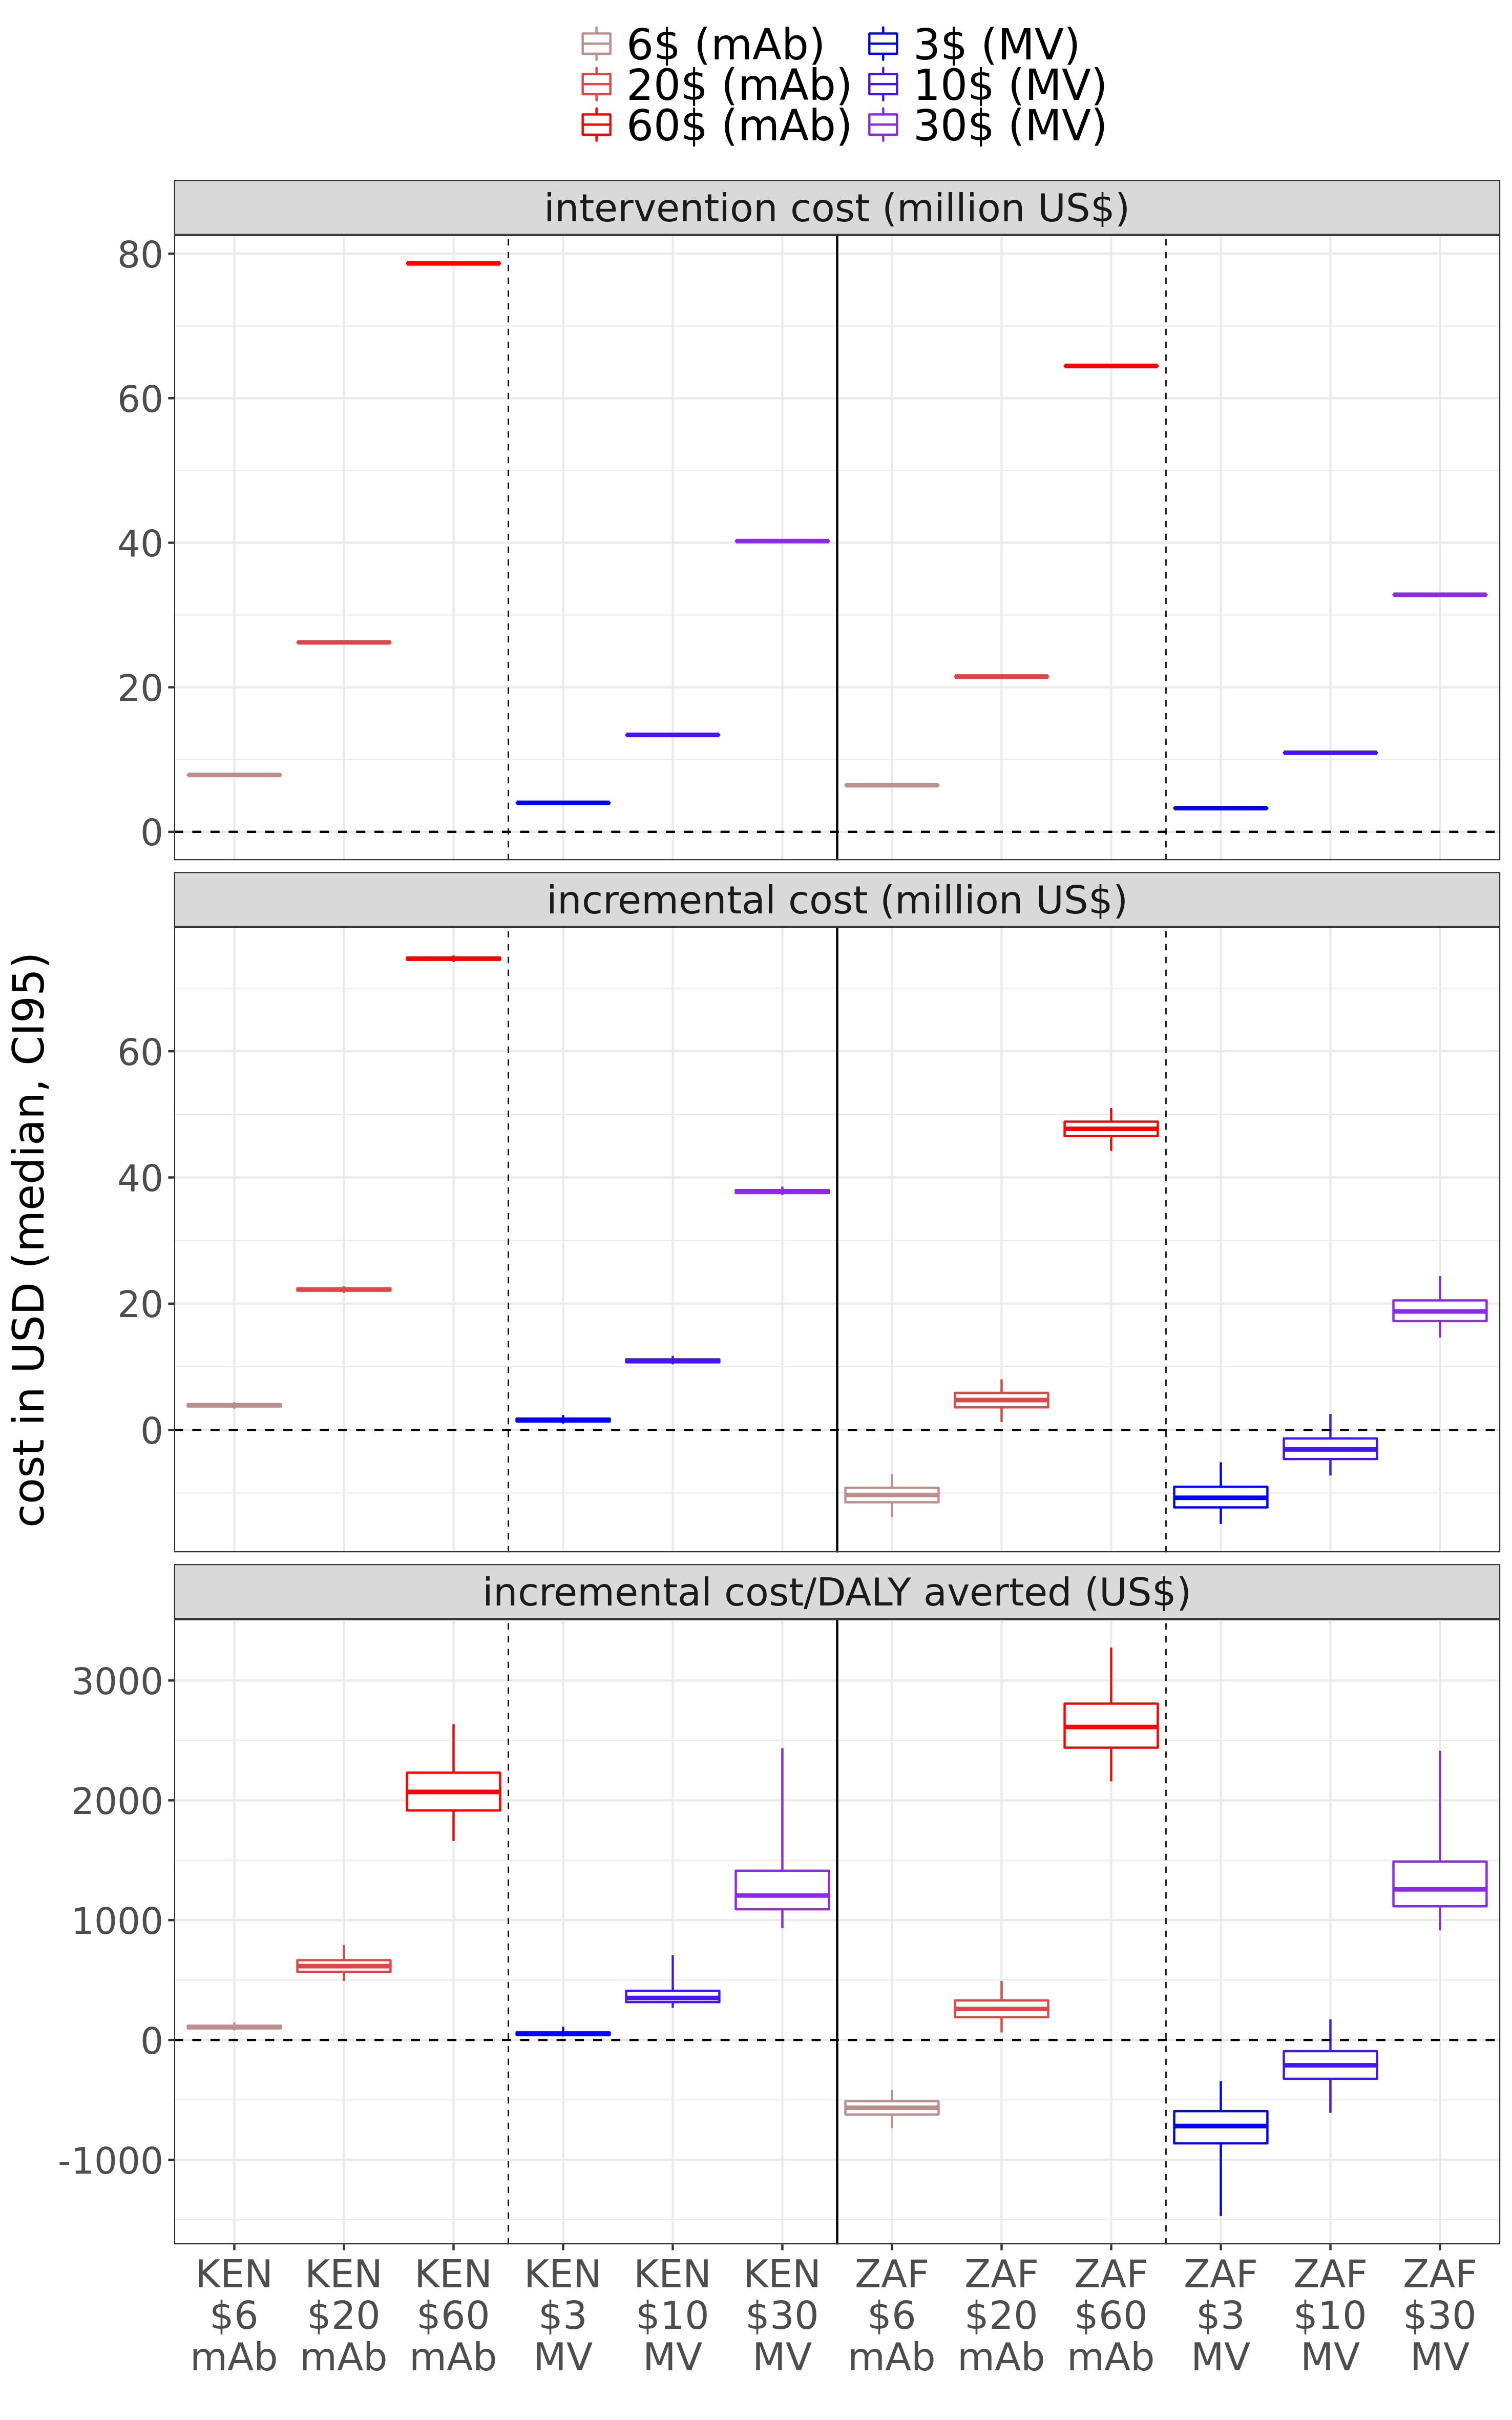 6$ (mAb) 3$ (MV)
20$ (mAb) 10$ (MV)
60$ (mAb) 30$ (MV)
intervention cost (million US$)
80
60
40
20
0
incremental cost (million US$)
60
40
20
0
incremental cost/DALY averted (US$)
3000
2000
1000
0
-1000
cost in USD (median, CI95)
KEN KEN KEN KEN KEN KEN ZAF ZAF ZAF ZAF ZAF ZAF
$6 $20 $60 $3 $10 $30 $6 $20 $60 $3 $10 $30
mAb mAb mAb MV MV MV mAb mAb mAb MV MV MV